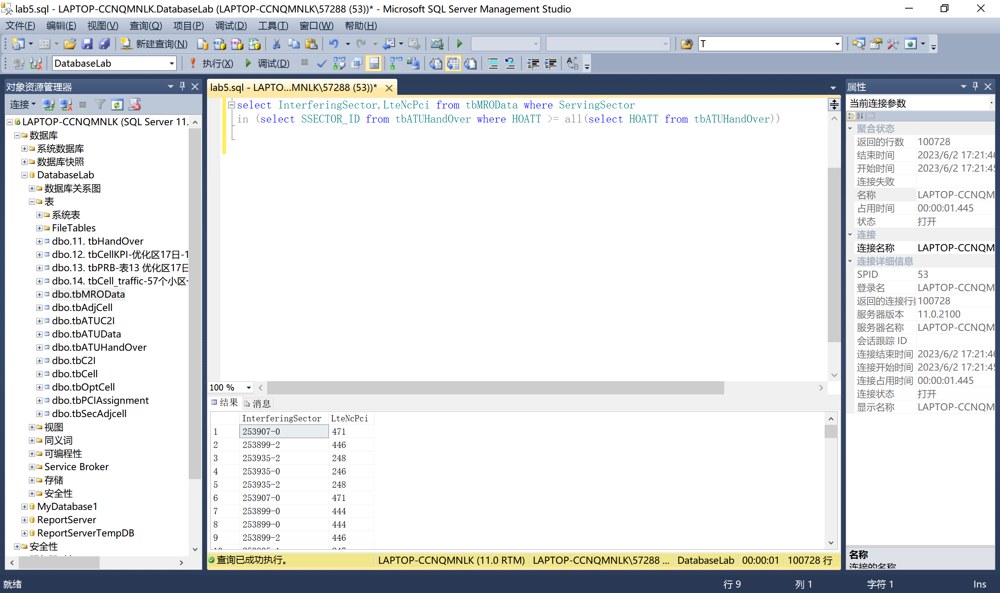 lab5.sql - LAPTOP-CCNQMNLK.DatabaseLab (LAPTOP-CCNQMNLK\57288 (53))* - Microsoft SQL Server Management Studio
文件(F) 编辑(E) 视图(V) 查询(Q) 项目(P) 调试(D) 工具(T) 窗口(W) 帮助(H)
新建查询(N) T
DatabaseLab 执行(X) 调试(D)
对象资源管理器
连接
LAPTOP-CCNQMNLK (SQL Server 11.
数据库
系统数据库
数据库快照
DatabaseLab
数据库关系图
表
系统表
FileTables
dbo.11. tbHandOver
dbo.12. tbCellKPI-优化区17日-1
dbo.13. tbPRB-表13 优化区17日
dbo.14. tbCell_traffic-57个小区-
dbo.tbMROData
dbo.tbAdjCell
dbo.tbATUC2I
dbo.tbATUData
dbo.tbATUHandOver
dbo.tbC2I
dbo.tbCell
dbo.tbOptCell
dbo.tbPCIAssignment
dbo.tbSecAdjcell
视图
同义词
可编程性
Service Broker
存储
安全性
MyDatabase1
ReportServer
ReportServerTempDB
安全性
lab5.sql - LAPTO...MNLK\57288 (53))*
select InterferingSector,LteNcPci from tbMROData where ServingSector
in (select SSECTOR_ID from tbATUHandOver where HOATT >= all(select HOATT from tbATUHandOver))
100 %
结果 消息
InterferingSector LteNcPci
1 253907-0 471
2 253899-2 446
3 253935-2 248
4 253935-0 246
5 253935-2 248
6 253907-0 471
7 253899-0 444
8 253899-0 444
9 253899-2 446
查询已成功执行。 LAPTOP-CCNQMNLK (11.0 RTM) LAPTOP-CCNQMNLK\57288 ... DatabaseLab 00:00:01 100728 行
属性
当前连接参数
聚合状态
返回的行数 100728
结束时间 2023/6/2 17:21:46
开始时间 2023/6/2 17:21:45
连接失败
名称 LAPTOP-CCNQM
占用时间 00:00:01.445
状态 打开
连接
连接名称 LAPTOP-CCNQM
连接详细信息
SPID 53
登录名 LAPTOP-CCNQM
返回的连接行数 100728
服务器版本 11.0.2100
服务器名称 LAPTOP-CCNQM
会话跟踪 ID
连接结束时间 2023/6/2 17:21:46
连接开始时间 2023/6/2 17:21:45
连接占用时间 00:00:01.445
连接状态 打开
显示名称 LAPTOP-CCNQM
名称
连接的名称
就绪 行 9 列 1 字符 1 Ins